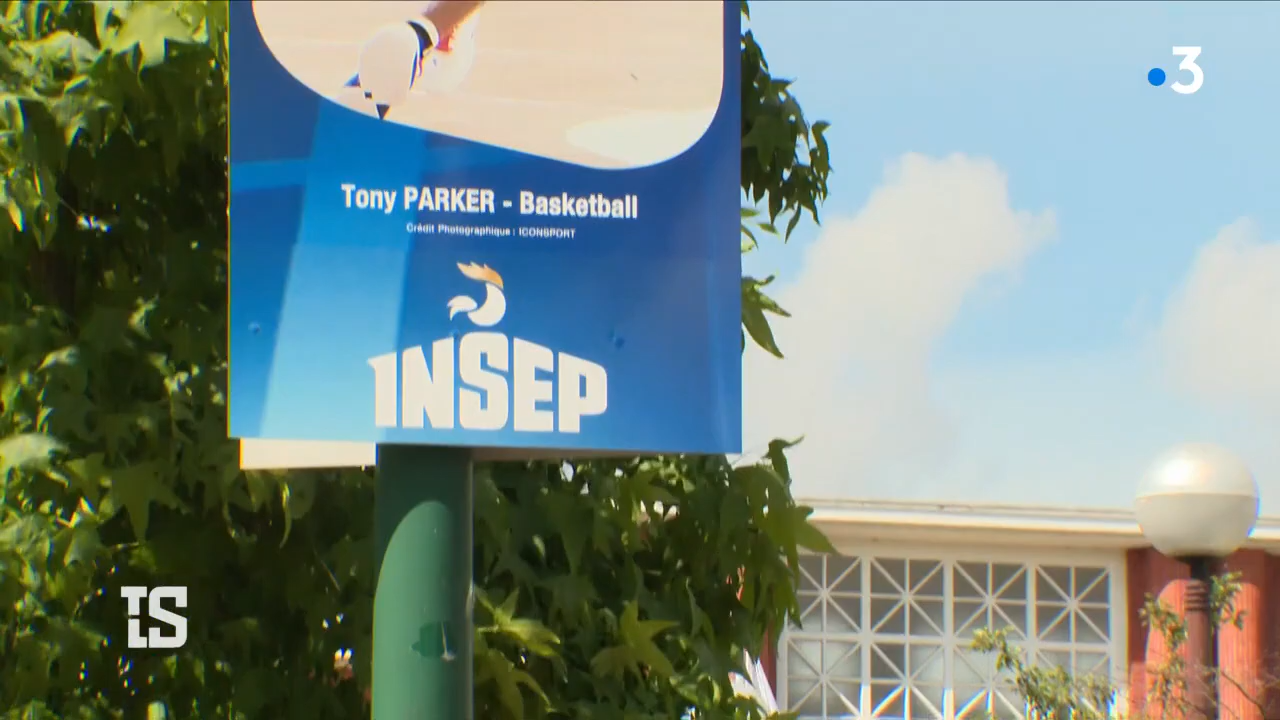 3
Tony PARKER - Basketball
Crédit Photographique : ICONSPORT
INSEP
TS